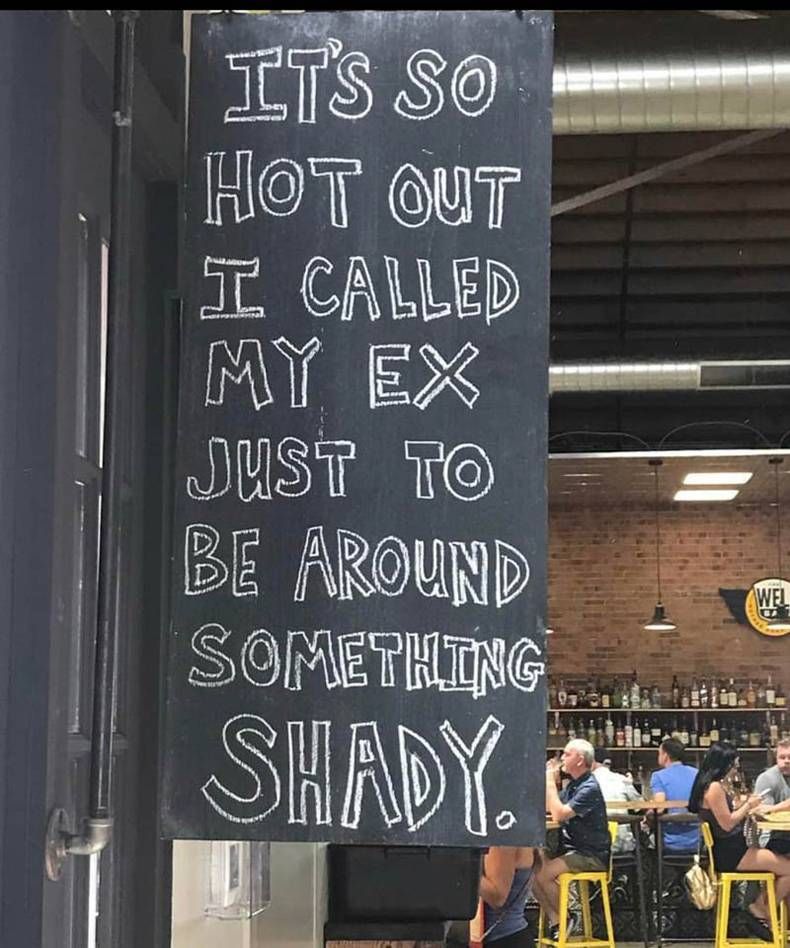 IT'S SO
HOT OUT
I CALLED
MY EX
JUST TO
BE AROUND
SOMETHING
SHADY.